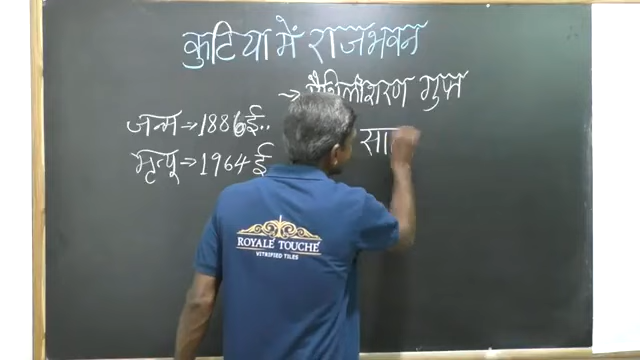 कुटिया में राजभवन
→ मैथिलीशरण गुप्त
जन्म → 1886 ई..
मृत्यू → 1964 ई
सा
ROYALE TOUCHE
VITRIFIED TILES